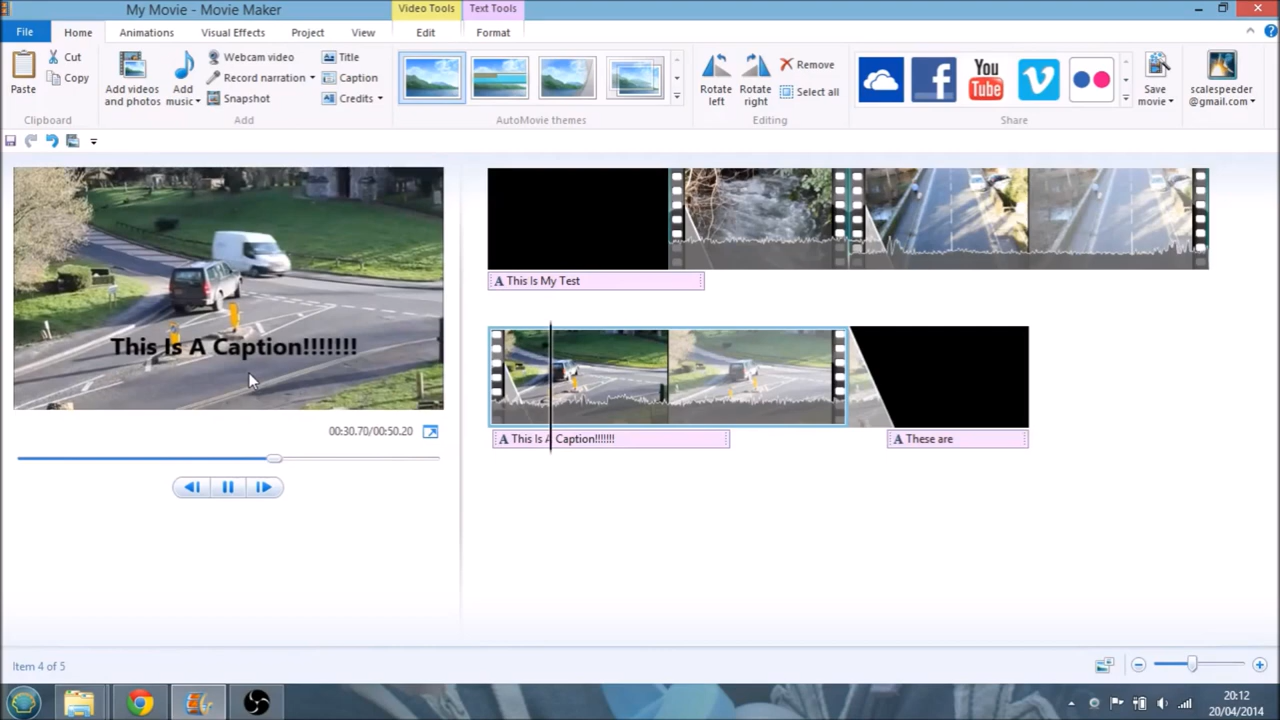 My Movie - Movie Maker
Video Tools
Text Tools
File
Home
Animations
Visual Effects
Project
View
Edit
Format
Paste
Cut
Copy
Clipboard
Add videos
and photos
Add
music
Webcam video
Record narration
Snapshot
Title
Caption
Credits
Add
AutoMovie themes
Rotate
left
Rotate
right
Remove
Select all
Editing
You
Tube
Share
Save
movie
scalespeeder
@gmail.com
This Is A Caption!!!!!!!
00:30.70/00:50.20
A This Is My Test
A This Is A Caption!!!!!!!
A These are
Item 4 of 5
20:12
20/04/2014